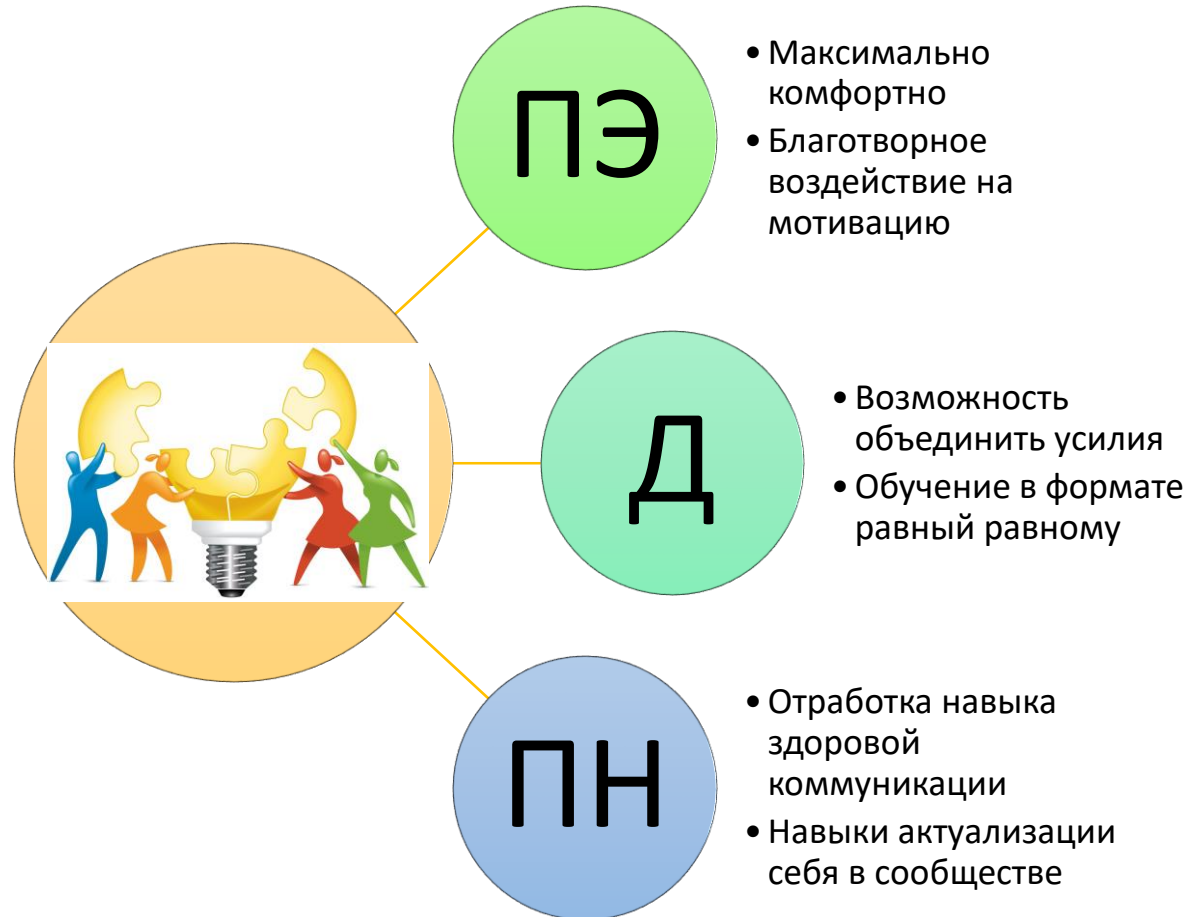 ПЭ
• Максимально
комфортно
• Благотворное
воздействие на
мотивацию
Д
• Возможность
объединить усилия
• Обучение в формате
равный равному
ПН
• Отработка навыка
здоровой
коммуникации
• Навыки актуализации
себя в сообществе